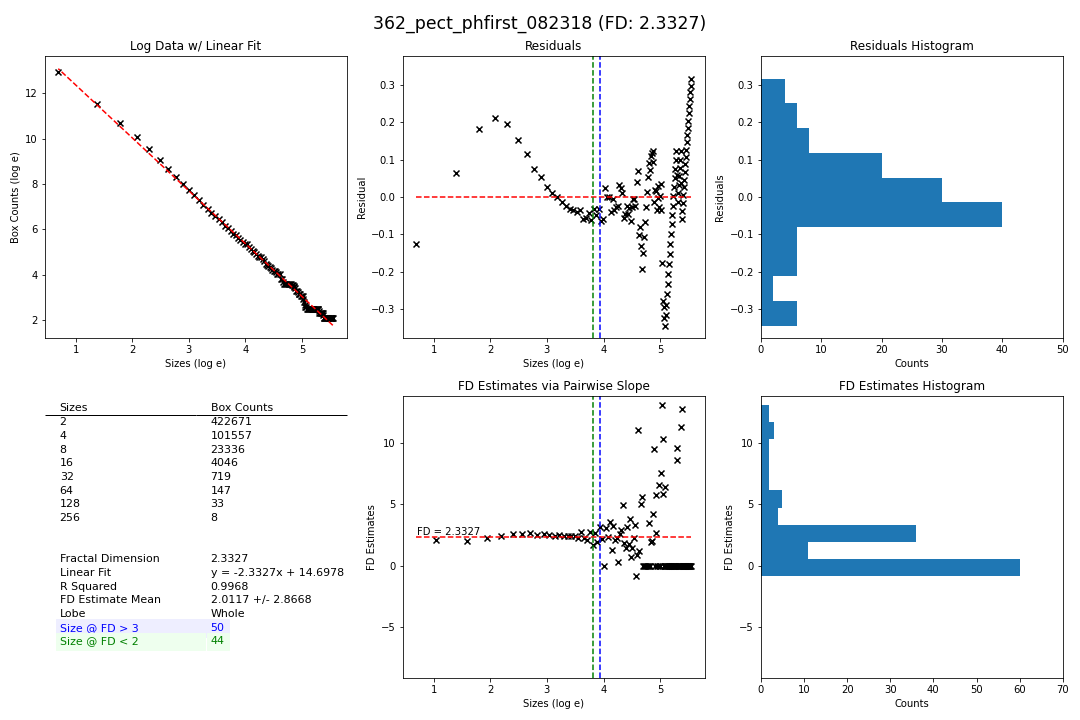 362_pect_phfirst_082318 (FD: 2.3327)
Log Data w/ Linear Fit
Box Counts (log e)
12
10
8
6
4
2
1 2 3 4 5
Sizes (log e)
Residuals
Residual
0.3
0.2
0.1
0.0
−0.1
−0.2
−0.3
1 2 3 4 5
Sizes (log e)
Residuals Histogram
Residuals
0.3
0.2
0.1
0.0
−0.1
−0.2
−0.3
0 10 20 30 40 50
Counts
Sizes Box Counts
2 422671
4 101557
8 23336
16 4046
32 719
64 147
128 33
256 8
Fractal Dimension 2.3327
Linear Fit y = -2.3327x + 14.6978
R Squared 0.9968
FD Estimate Mean 2.0117 +/- 2.8668
Lobe Whole
Size @ FD > 3 50
Size @ FD < 2 44
FD Estimates via Pairwise Slope
FD Estimates
10
5
0
−5
FD = 2.3327
1 2 3 4 5
Sizes (log e)
FD Estimates Histogram
FD Estimates
10
5
0
−5
0 10 20 30 40 50 60 70
Counts